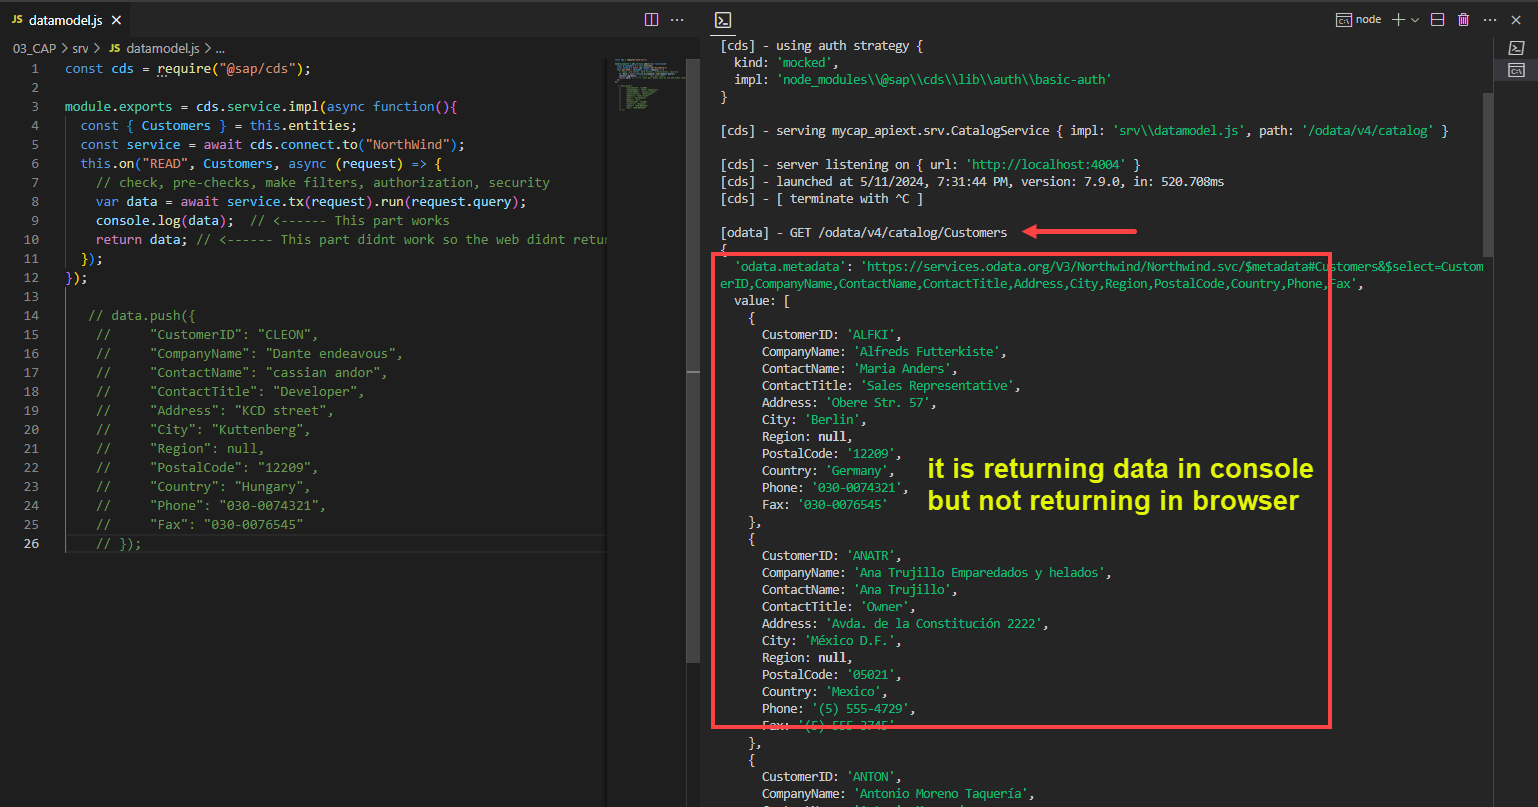 JS datamodel.js ×
03_CAP > srv > JS datamodel.js > ...
1 const cds = require("@sap/cds");
2
3 module.exports = cds.service.impl(async function(){
4 const { Customers } = this.entities;
5 const service = await cds.connect.to("NorthWind");
6 this.on("READ", Customers, async (request) => {
7 // check, pre-checks, make filters, authorization, security
8 var data = await service.tx(request).run(request.query);
9 console.log(data);  // <------ This part works
10 return data; // <------ This part didnt work so the web didnt retur
11 });
12 });
13
14 // data.push({
15 //     "CustomerID": "CLEON",
16 //     "CompanyName": "Dante endeavous",
17 //     "ContactName": "cassian andor",
18 //     "ContactTitle": "Developer",
19 //     "Address": "KCD street",
20 //     "City": "Kuttenberg",
21 //     "Region": null,
22 //     "PostalCode": "12209",
23 //     "Country": "Hungary",
24 //     "Phone": "030-0074321",
25 //     "Fax": "030-0076545"
26 // });
node
[cds] - using auth strategy {
kind: 'mocked',
impl: 'node_modules\\@sap\\cds\\lib\\auth\\basic-auth'
}
[cds] - serving mycap_apiext.srv.CatalogService { impl: 'srv\\datamodel.js', path: '/odata/v4/catalog' }
[cds] - server listening on { url: 'http://localhost:4004' }
[cds] - launched at 5/11/2024, 7:31:44 PM, version: 7.9.0, in: 520.708ms
[cds] - [ terminate with ^C ]
[odata] - GET /odata/v4/catalog/Customers
{
'odata.metadata': 'https://services.odata.org/V3/Northwind/Northwind.svc/$metadata#Customers&$select=Custom
erID,CompanyName,ContactName,ContactTitle,Address,City,Region,PostalCode,Country,Phone,Fax',
value: [
{
CustomerID: 'ALFKI',
CompanyName: 'Alfreds Futterkiste',
ContactName: 'Maria Anders',
ContactTitle: 'Sales Representative',
Address: 'Obere Str. 57',
City: 'Berlin',
Region: null,
PostalCode: '12209',
Country: 'Germany',
Phone: '030-0074321',
Fax: '030-0076545'
},
it is returning data in console
but not returning in browser
{
CustomerID: 'ANATR',
CompanyName: 'Ana Trujillo Emparedados y helados',
ContactName: 'Ana Trujillo',
ContactTitle: 'Owner',
Address: 'Avda. de la Constitución 2222',
City: 'México D.F.',
Region: null,
PostalCode: '05021',
Country: 'Mexico',
Phone: '(5) 555-4729',
Fax: '(5) 555-3745'
},
{
CustomerID: 'ANTON',
CompanyName: 'Antonio Moreno Taquería',